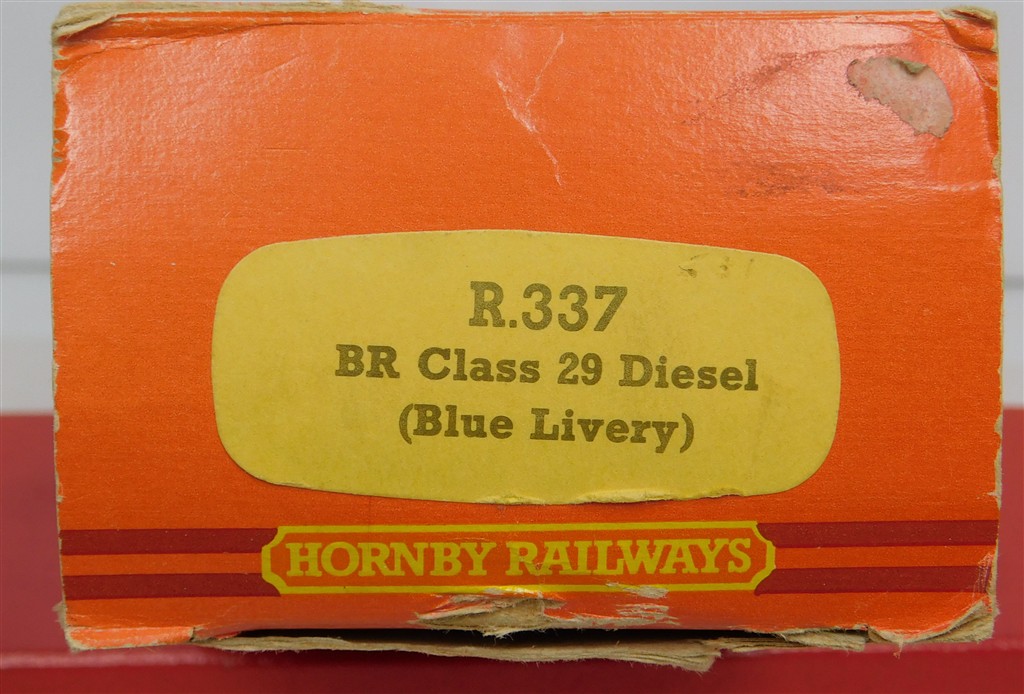 R.337
BR Class 29 Diesel
(Blue Livery)
HORNBY RAILWAYS